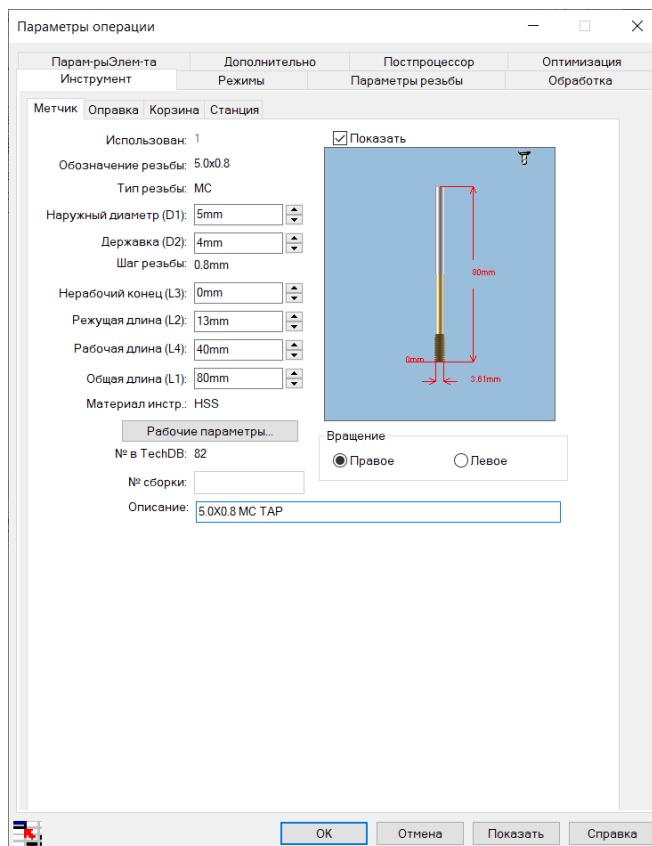 Параметры операции
Парам-рыЭлем-та Дополнительно Постпроцессор Оптимизация
Инструмент Режимы Параметры резьбы Обработка
Метчик Оправка Корзина Станция
Использован: 1 Показать
Обозначение резьбы: 5.0x0.8
Тип резьбы: MC
Наружный диаметр (D1): 5mm
Державка (D2): 4mm
Шаг резьбы: 0.8mm
80mm
Нерабочий конец (L3): 0mm
Режущая длина (L2): 13mm
Рабочая длина (L4): 40mm
0mm
Общая длина (L1): 80mm
3.61mm
Материал инстр.: HSS
Рабочие параметры...
Вращение
№ в TechDB: 82
Правое Левое
№ сборки:
Описание: 5.0X0.8 MC TAP
OK Отмена Показать Справка